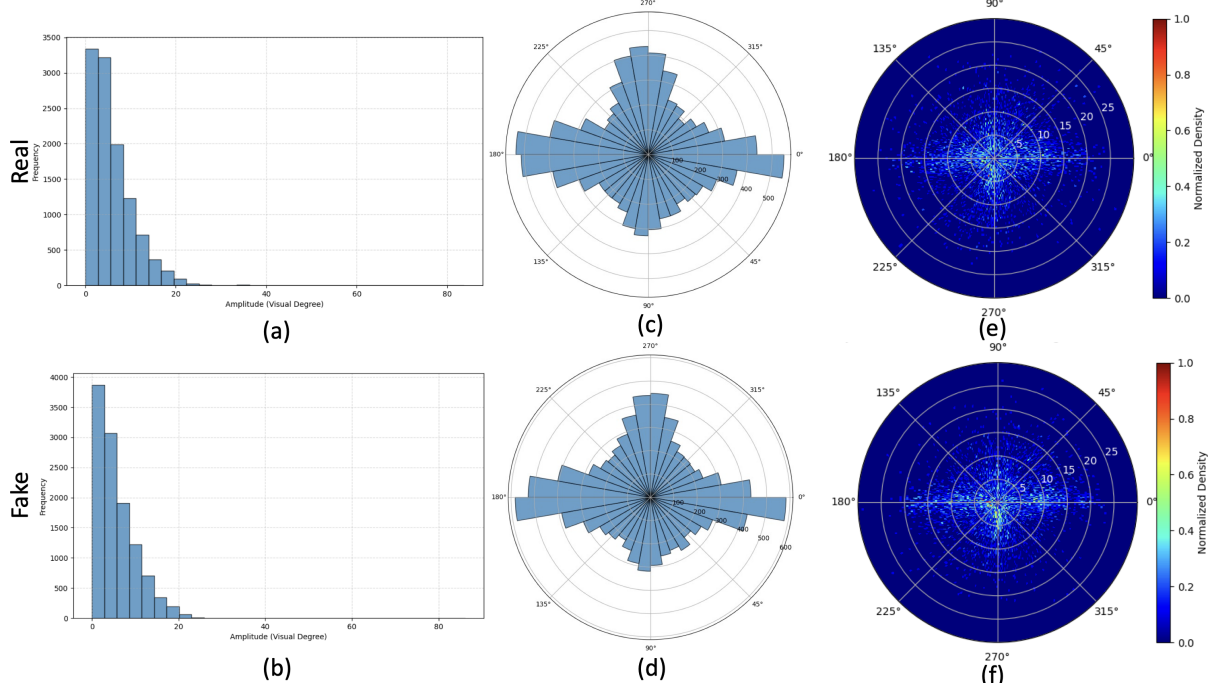 Real
3500
3000
2500
2000
1500
1000
500
0
Frequency
0 20 40 60 80
Amplitude (Visual Degree)
(a)
270°
225° 315°
180° 0°
100 200 300 400 500
135° 45°
90°
(c)
90°
135° 45°
180° 0°
5 10 15 20 25
225° 315°
270°
(e)
1.0
0.8
0.6
0.4
0.2
0.0
Normalized Density
Fake
4000
3500
3000
2500
2000
1500
1000
500
0
Frequency
0 20 40 60 80
Amplitude (Visual Degree)
(b)
270°
225° 315°
180° 0°
100 200 300 400 500 600
135° 45°
90°
(d)
90°
135° 45°
180° 0°
5 10 15 20 25
225° 315°
270°
(f)
1.0
0.8
0.6
0.4
0.2
0.0
Normalized Density